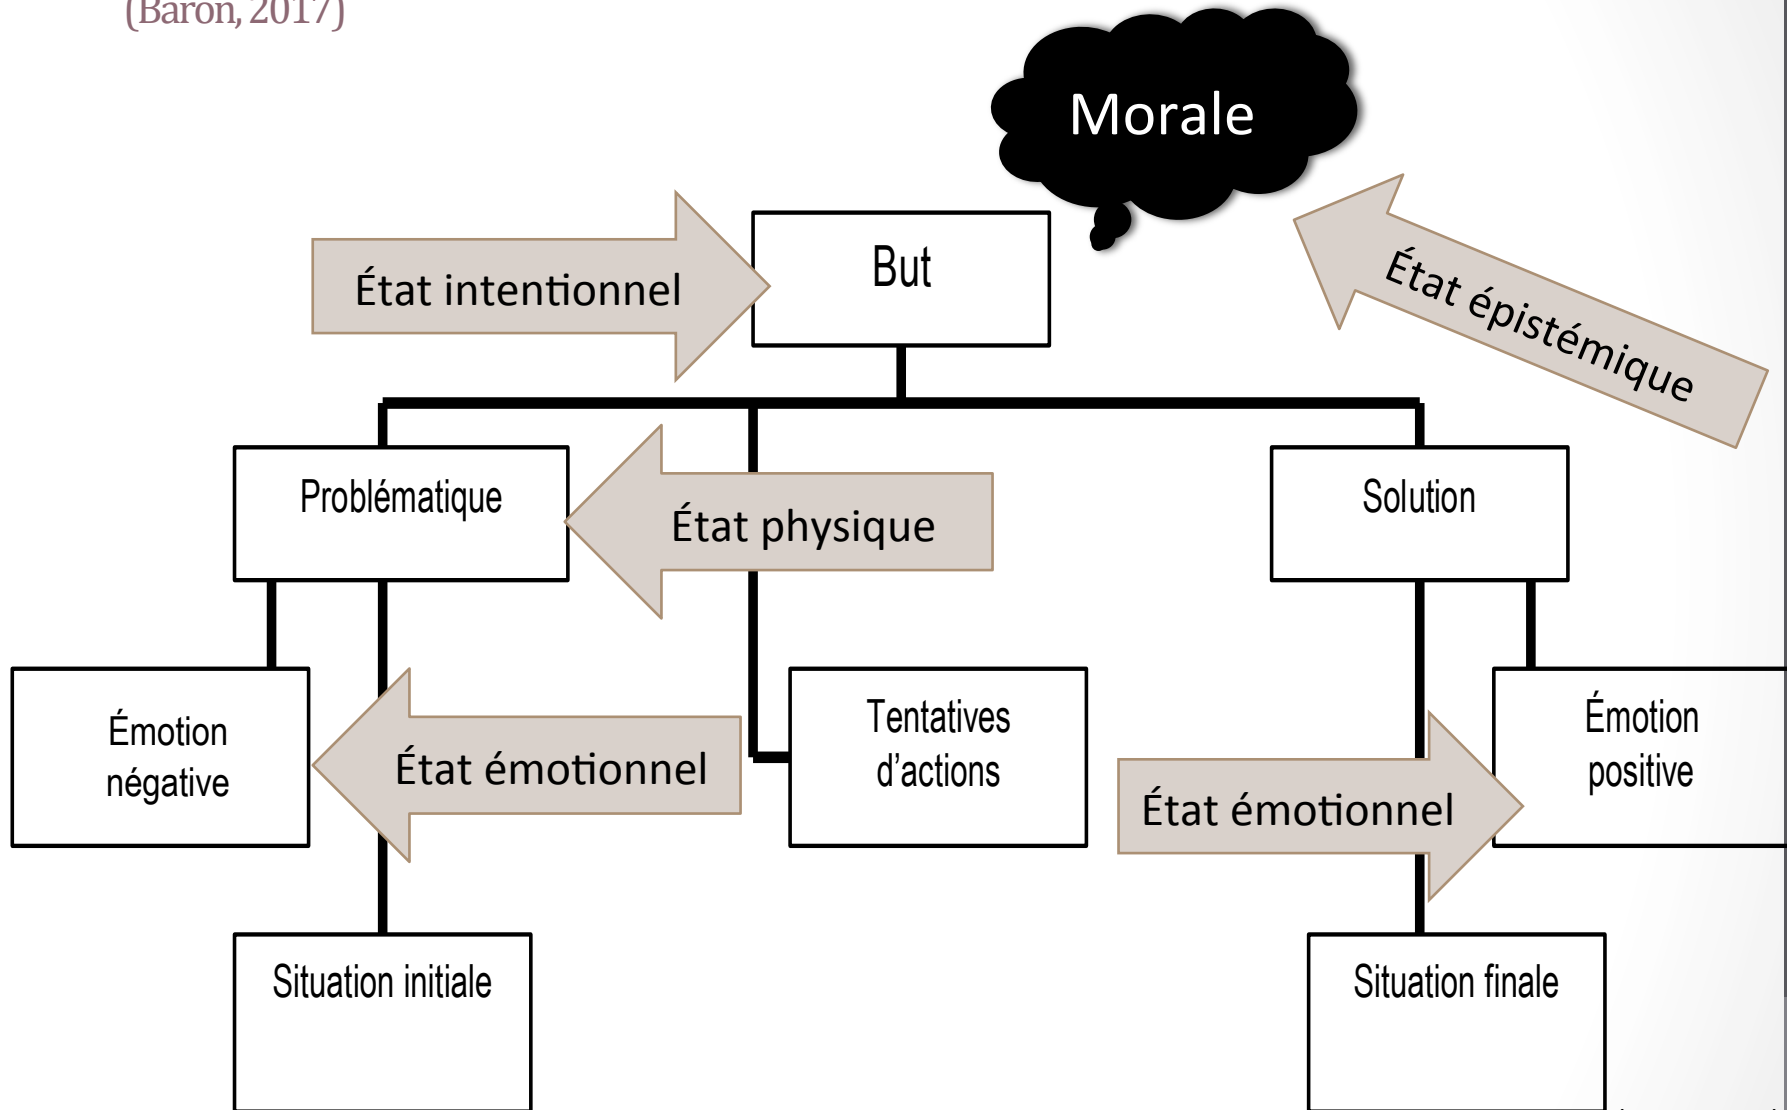 (Baron, 2017)
Morale
But
État intentionnel
État épistémique
Problématique
État physique
Solution
Émotion
négative
État émotionnel
Tentatives
d'actions
État émotionnel
Émotion
positive
Situation initiale
Situation finale